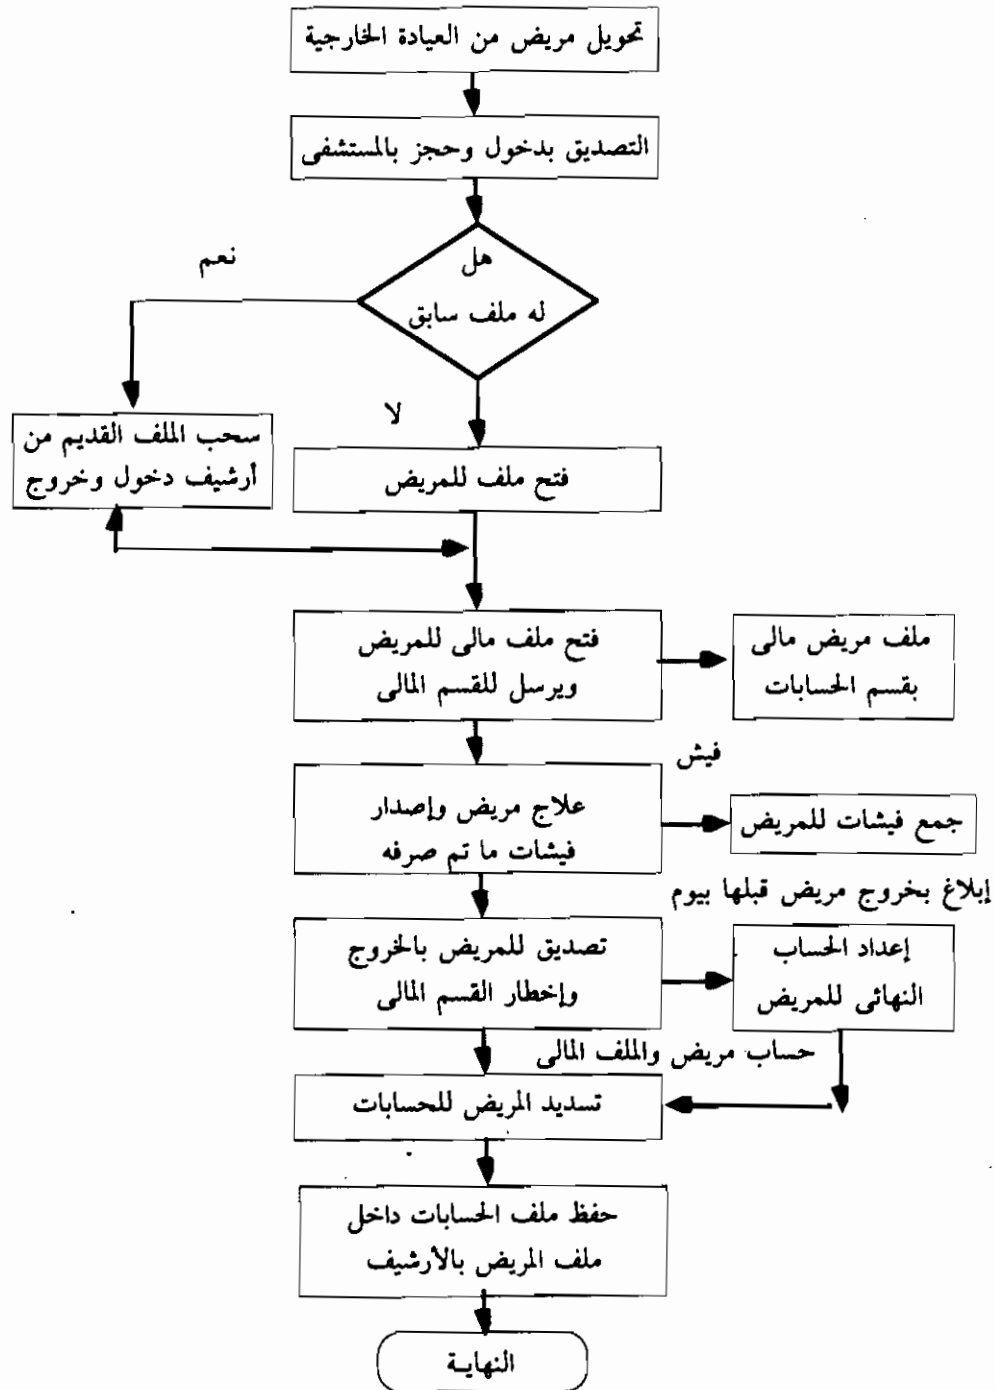 تحويل مريض من العيادة الخارجية
التصديق بدخول وحجز بالمستشفى
هل
له ملف سابق
نعم
لا
سحب الملف القديم من
أرشيف دخول وخروج
فتح ملف للمريض
فتح ملف مالى للمريض
ويرسل للقسم المالى
ملف مريض مالى
بقسم الحسابات
فيش
علاج مريض وإصدار
فيشات ما تم صرفه
جمع فيشات للمريض
إبلاغ بخروج مريض قبلها بيوم
تصديق للمريض بالخروج
وإخطار القسم المالى
إعداد الحساب
النهائى للمريض
حساب مريض والملف المالى
تسديد المريض للحسابات
حفظ ملف الحسابات داخل
ملف المريض بالأرشيف
النهايـة